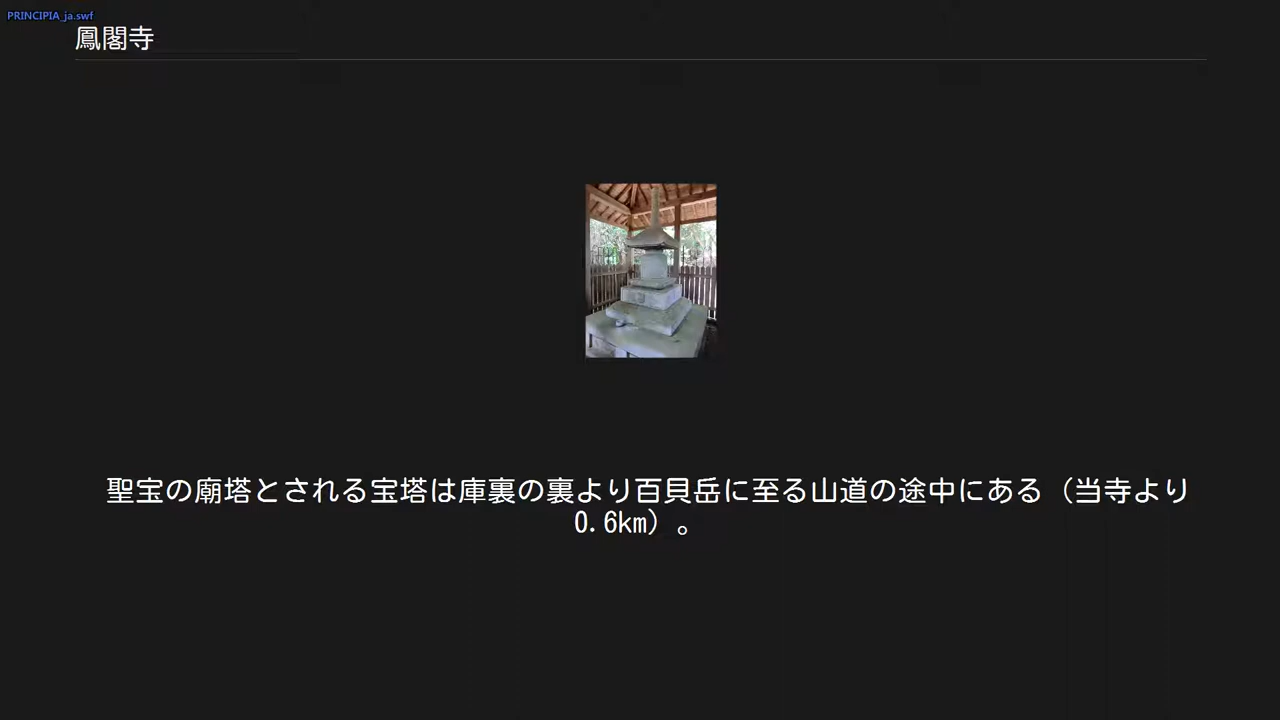 PRINCIPIA_ja.swf
鳳閣寺
聖宝の廟塔とされる宝塔は庫裏の裏より百貝岳に至る山道の途中にある（当寺より
0.6km）。